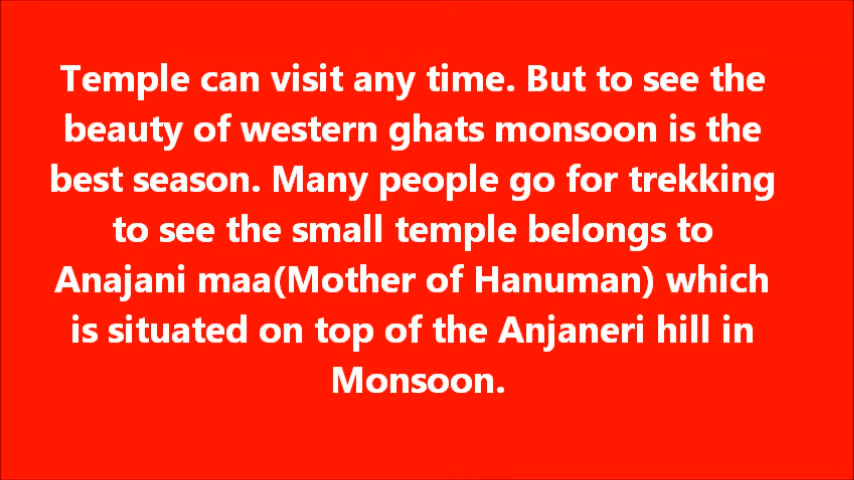 Temple can visit any time. But to see the
beauty of western ghats monsoon is the
best season. Many people go for trekking
to see the small temple belongs to
Anajani maa(Mother of Hanuman) which
is situated on top of the Anjaneri hill in
Monsoon.